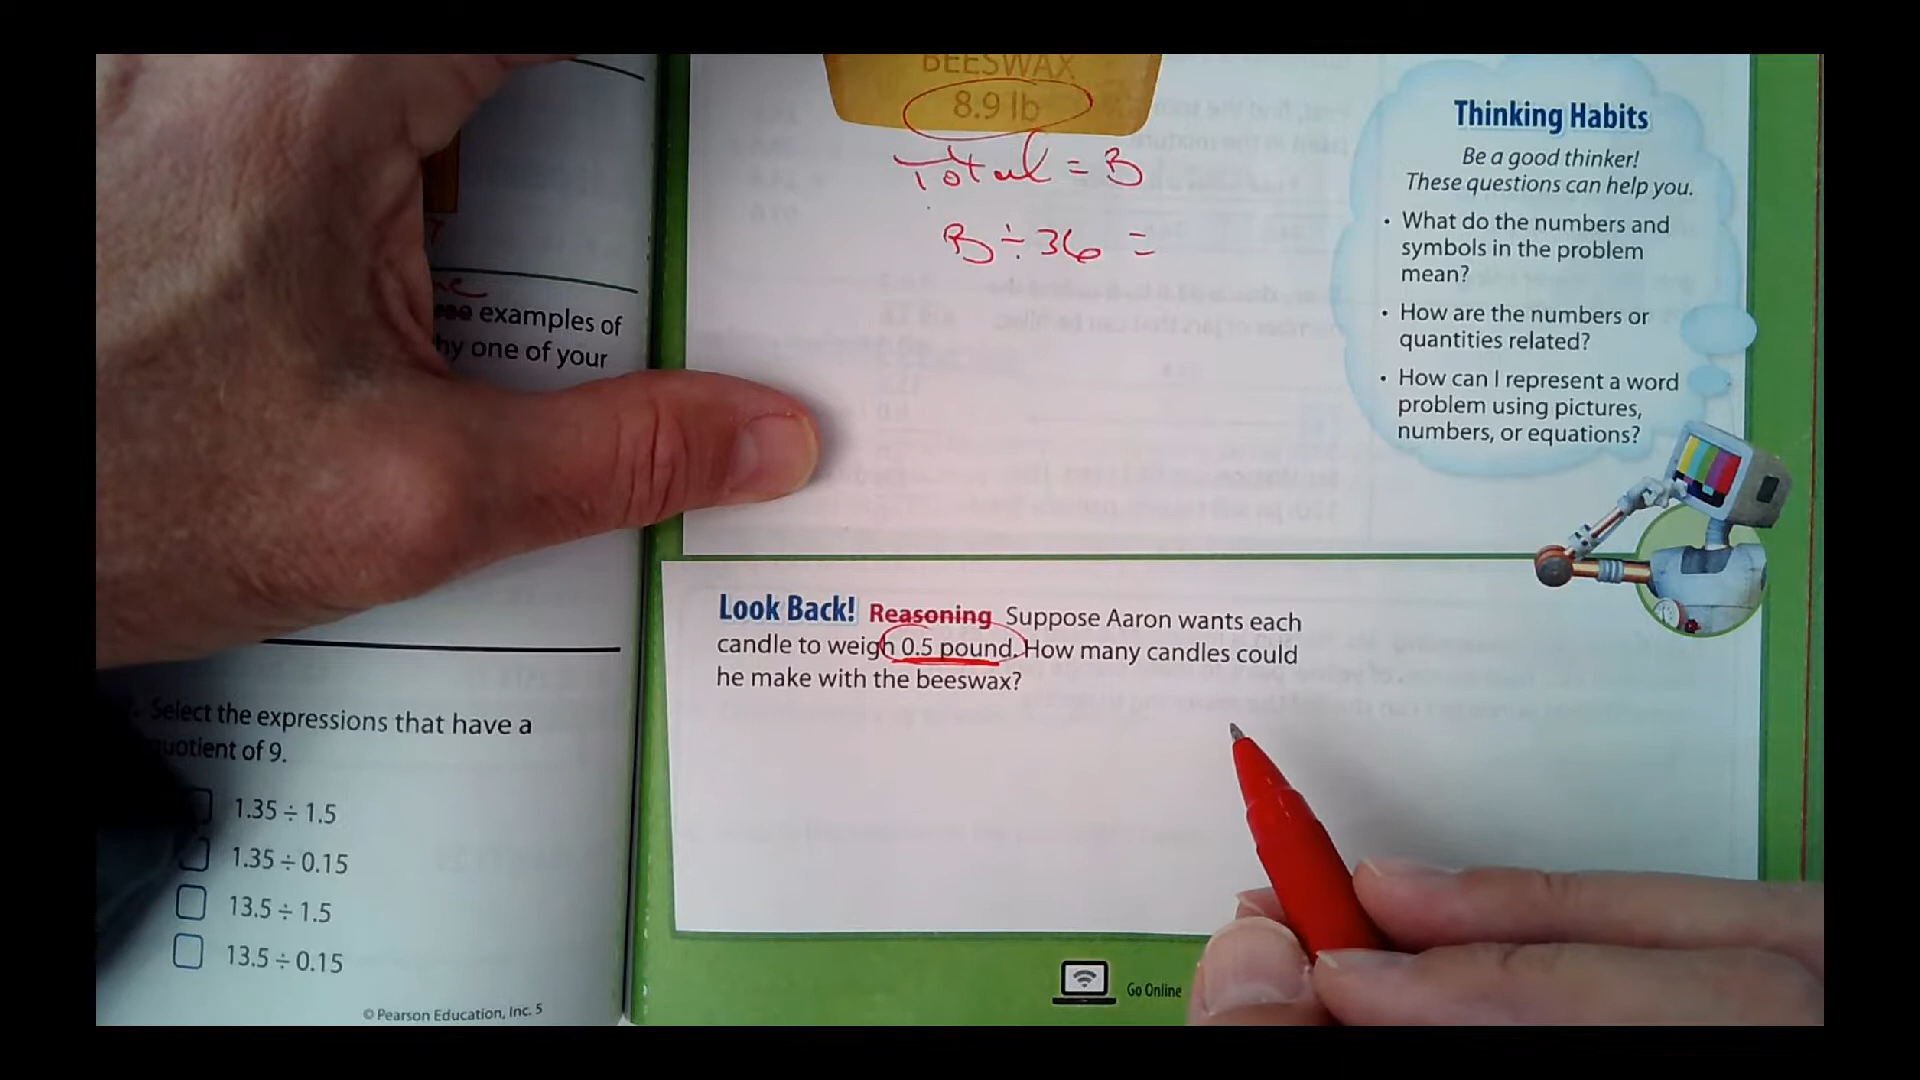 examples of
by one of your
Select the expressions that have a
quotient of 9.
1.35 ÷ 1.5
1.35 ÷ 0.15
13.5 ÷ 1.5
13.5 ÷ 0.15
© Pearson Education, Inc. 5
BEESWAX
8.9 lb
Total = B
B ÷ 36 =
Thinking Habits
Be a good thinker!
These questions can help you.
• What do the numbers and
symbols in the problem
mean?
• How are the numbers or
quantities related?
• How can I represent a word
problem using pictures,
numbers, or equations?
Look Back! Reasoning Suppose Aaron wants each
candle to weigh 0.5 pound. How many candles could
he make with the beeswax?
Go Online